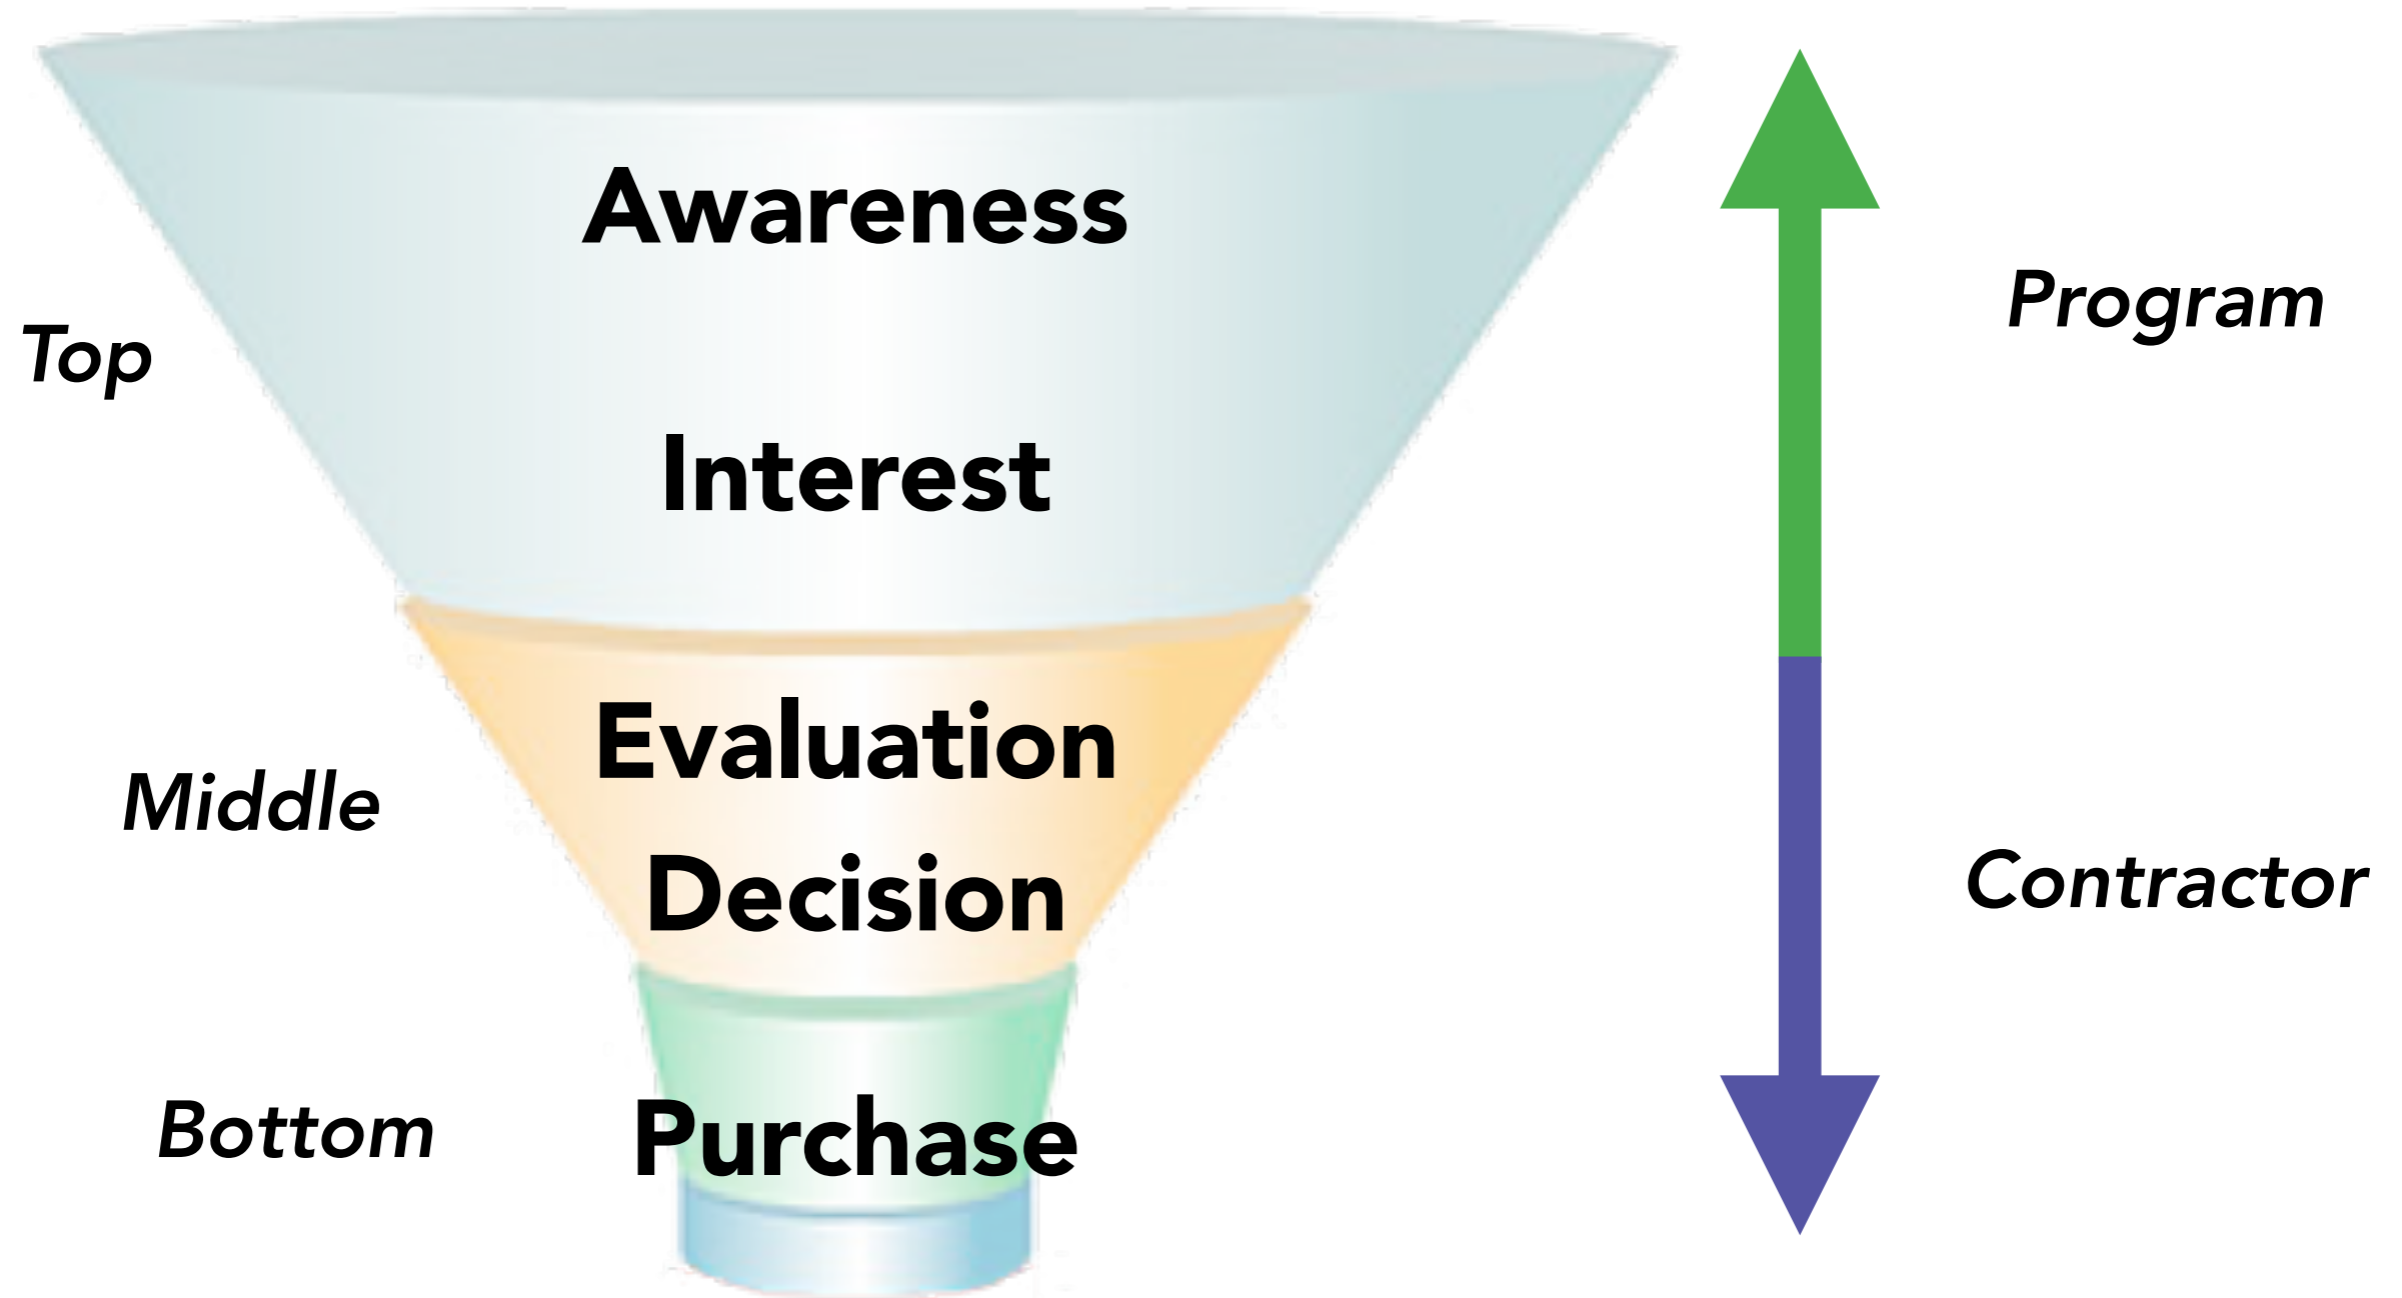 Awareness
Program
Top
Interest
Evaluation
Middle
Decision
Contractor
Bottom
Purchase